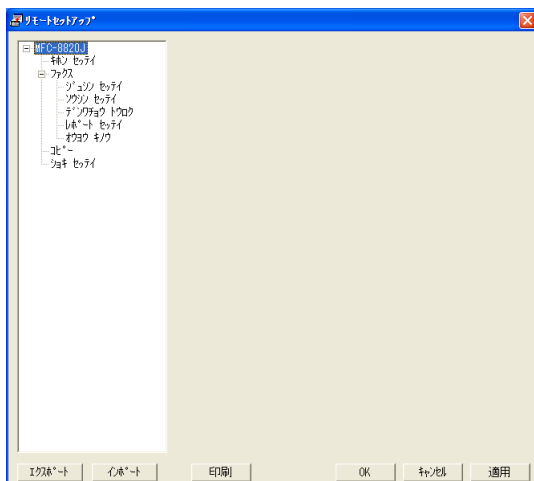 ﾘﾓｰﾄｾｯﾄｱｯﾌﾟ
MFC-8820J
ｷﾎﾝ ｾｯﾃｲ
ﾌｧｸｽ
ｼﾞｭｼﾝ ｾｯﾃｲ
ｿｳｼﾝ ｾｯﾃｲ
ﾃﾞﾝﾜﾁｮｳ ﾄｳﾛｸ
ﾚﾎﾟｰﾄ ｾｯﾃｲ
ｵｳﾖｳ ｷﾉｳ
ｺﾋﾟｰ
ｼｮｷ ｾｯﾃｲ
ｴｸｽﾎﾟｰﾄ ｲﾝﾎﾟｰﾄ 印刷 OK ｷｬﾝｾﾙ 適用